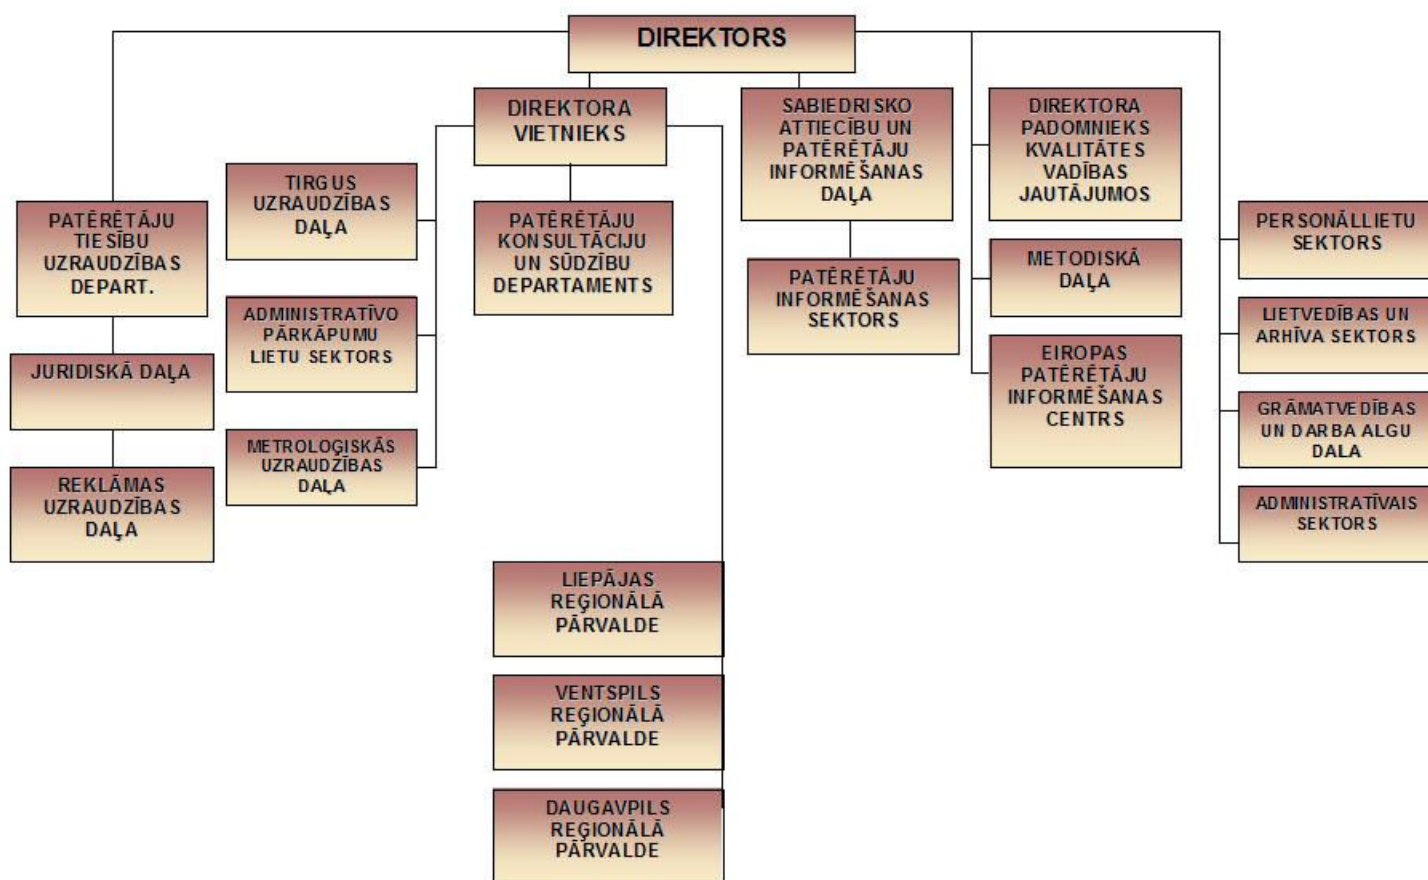 DIREKTORS
DIREKTORA
VIETNIEKS
SABIEDRISKO
ATTIECĪBU UN
PATĒRĒTĀJU
INFORMĒŠANAS
DAĻA
DIREKTORA
PADOMNIEKS
KVALITĀTES
VADĪBAS
JAUTĀJUMOS
TIRGUS
UZRAUDZĪBAS
DAĻA
PATĒRĒTĀJU
TIESĪBU
UZRAUDZĪBAS
DEPART.
PATĒRĒTĀJU
KONSULTĀCIJU
UN SŪDZĪBU
DEPARTAMENTS
PERSONĀLLIETU
SEKTORS
METODISKĀ
DAĻA
PATĒRĒTĀJU
INFORMĒŠANAS
SEKTORS
ADMINISTRATĪVO
PĀRKĀPUMU
LIETU SEKTORS
LIETVEDĪBAS UN
ARHĪVA SEKTORS
EIROPAS
PATĒRĒTĀJU
INFORMĒŠANAS
CENTRS
JURIDISKĀ DAĻA
GRĀMATVEDĪBAS
UN DARBA ALGU
DALA
METROLOĢISKĀS
UZRAUDZĪBAS
DAĻA
REKLĀMAS
UZRAUDZĪBAS
DAĻA
ADMINISTRATĪVAIS
SEKTORS
LIEPĀJAS
REĢIONĀLĀ
PĀRVALDE
VENTSPILS
REĢIONĀLĀ
PĀRVALDE
DAUGAVPILS
REĢIONĀLĀ
PĀRVALDE